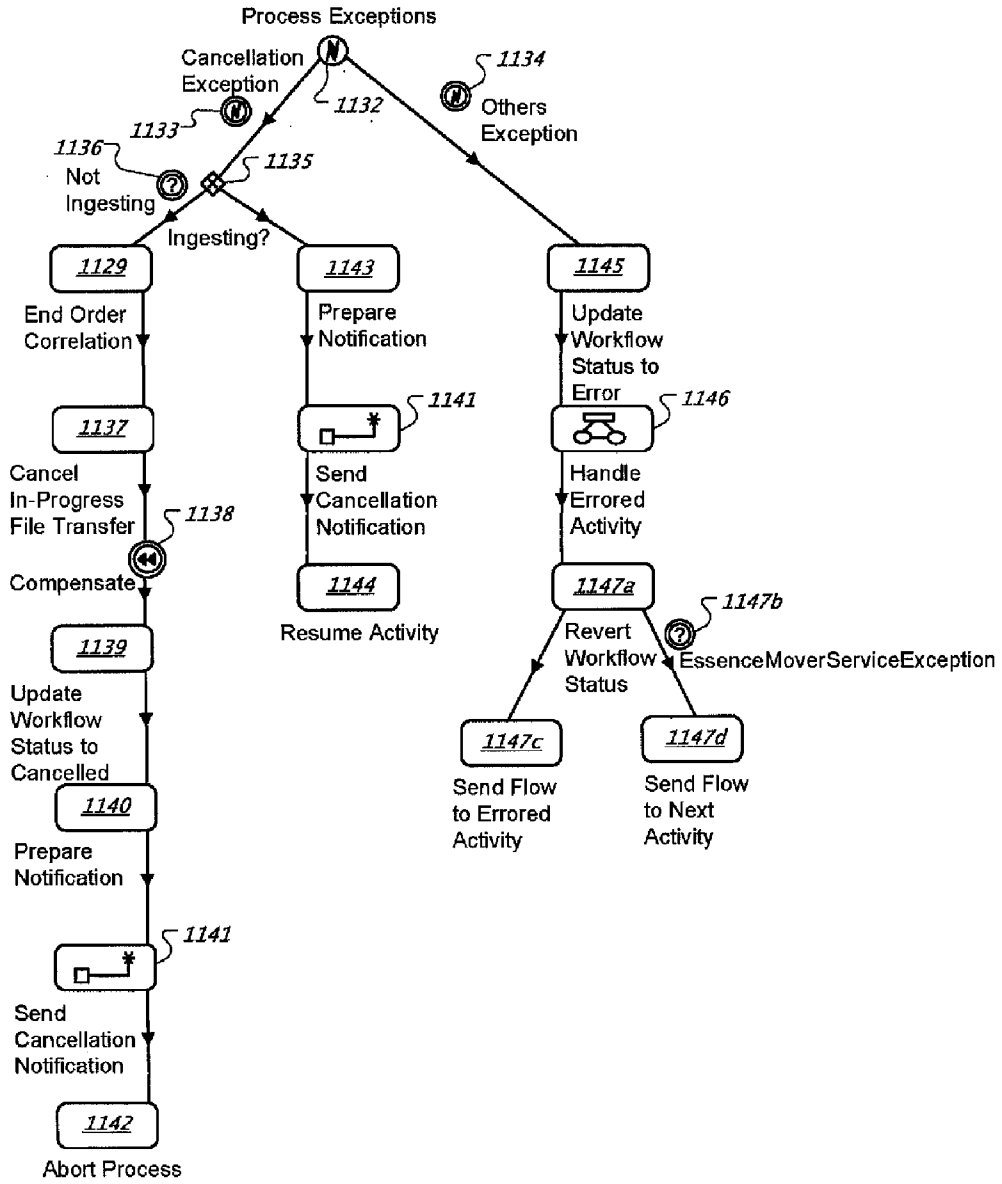 Process Exceptions
Cancellation
Exception
1132
1134
Others
Exception
1133
1136
Not
Ingesting
?
1135
Ingesting?
1129
End Order
Correlation
1143
Prepare
Notification
1145
Update
Workflow
Status to
Error
1137
Cancel
In-Progress
File Transfer
1141
Send
Cancellation
Notification
1146
Handle
Errored
Activity
1138
Compensate
1144
Resume Activity
1147a
Revert
Workflow
Status
1147b
?
EssenceMoverServiceException
1139
Update
Workflow
Status to
Cancelled
1147c
Send Flow
to Errored
Activity
1147d
Send Flow
to Next
Activity
1140
Prepare
Notification
1141
Send
Cancellation
Notification
1142
Abort Process